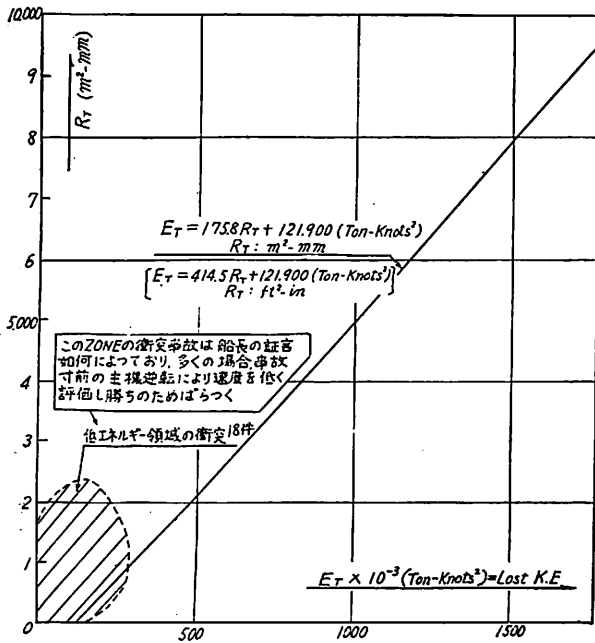 10,000
9
R_T (m²-mm)
8
7
E_T = 175.8 R_T + 121.900 (Ton-Knots²)
R_T : m²-mm
6
[E_T = 414.5 R_T + 121.900 (Ton-Knots²)
R_T : ft²-in]
5,000
このZONEの衝突事故は船長の証言
如何によつており、多くの場合,事故
寸前の主機逆転により速度を低く
評価し勝ちのためばらつく
4
低エネルギー領域の衝突18件
3
2
1
E_T × 10⁻³ (Ton-Knots²) = Lost K.E
0
500
1000
1500